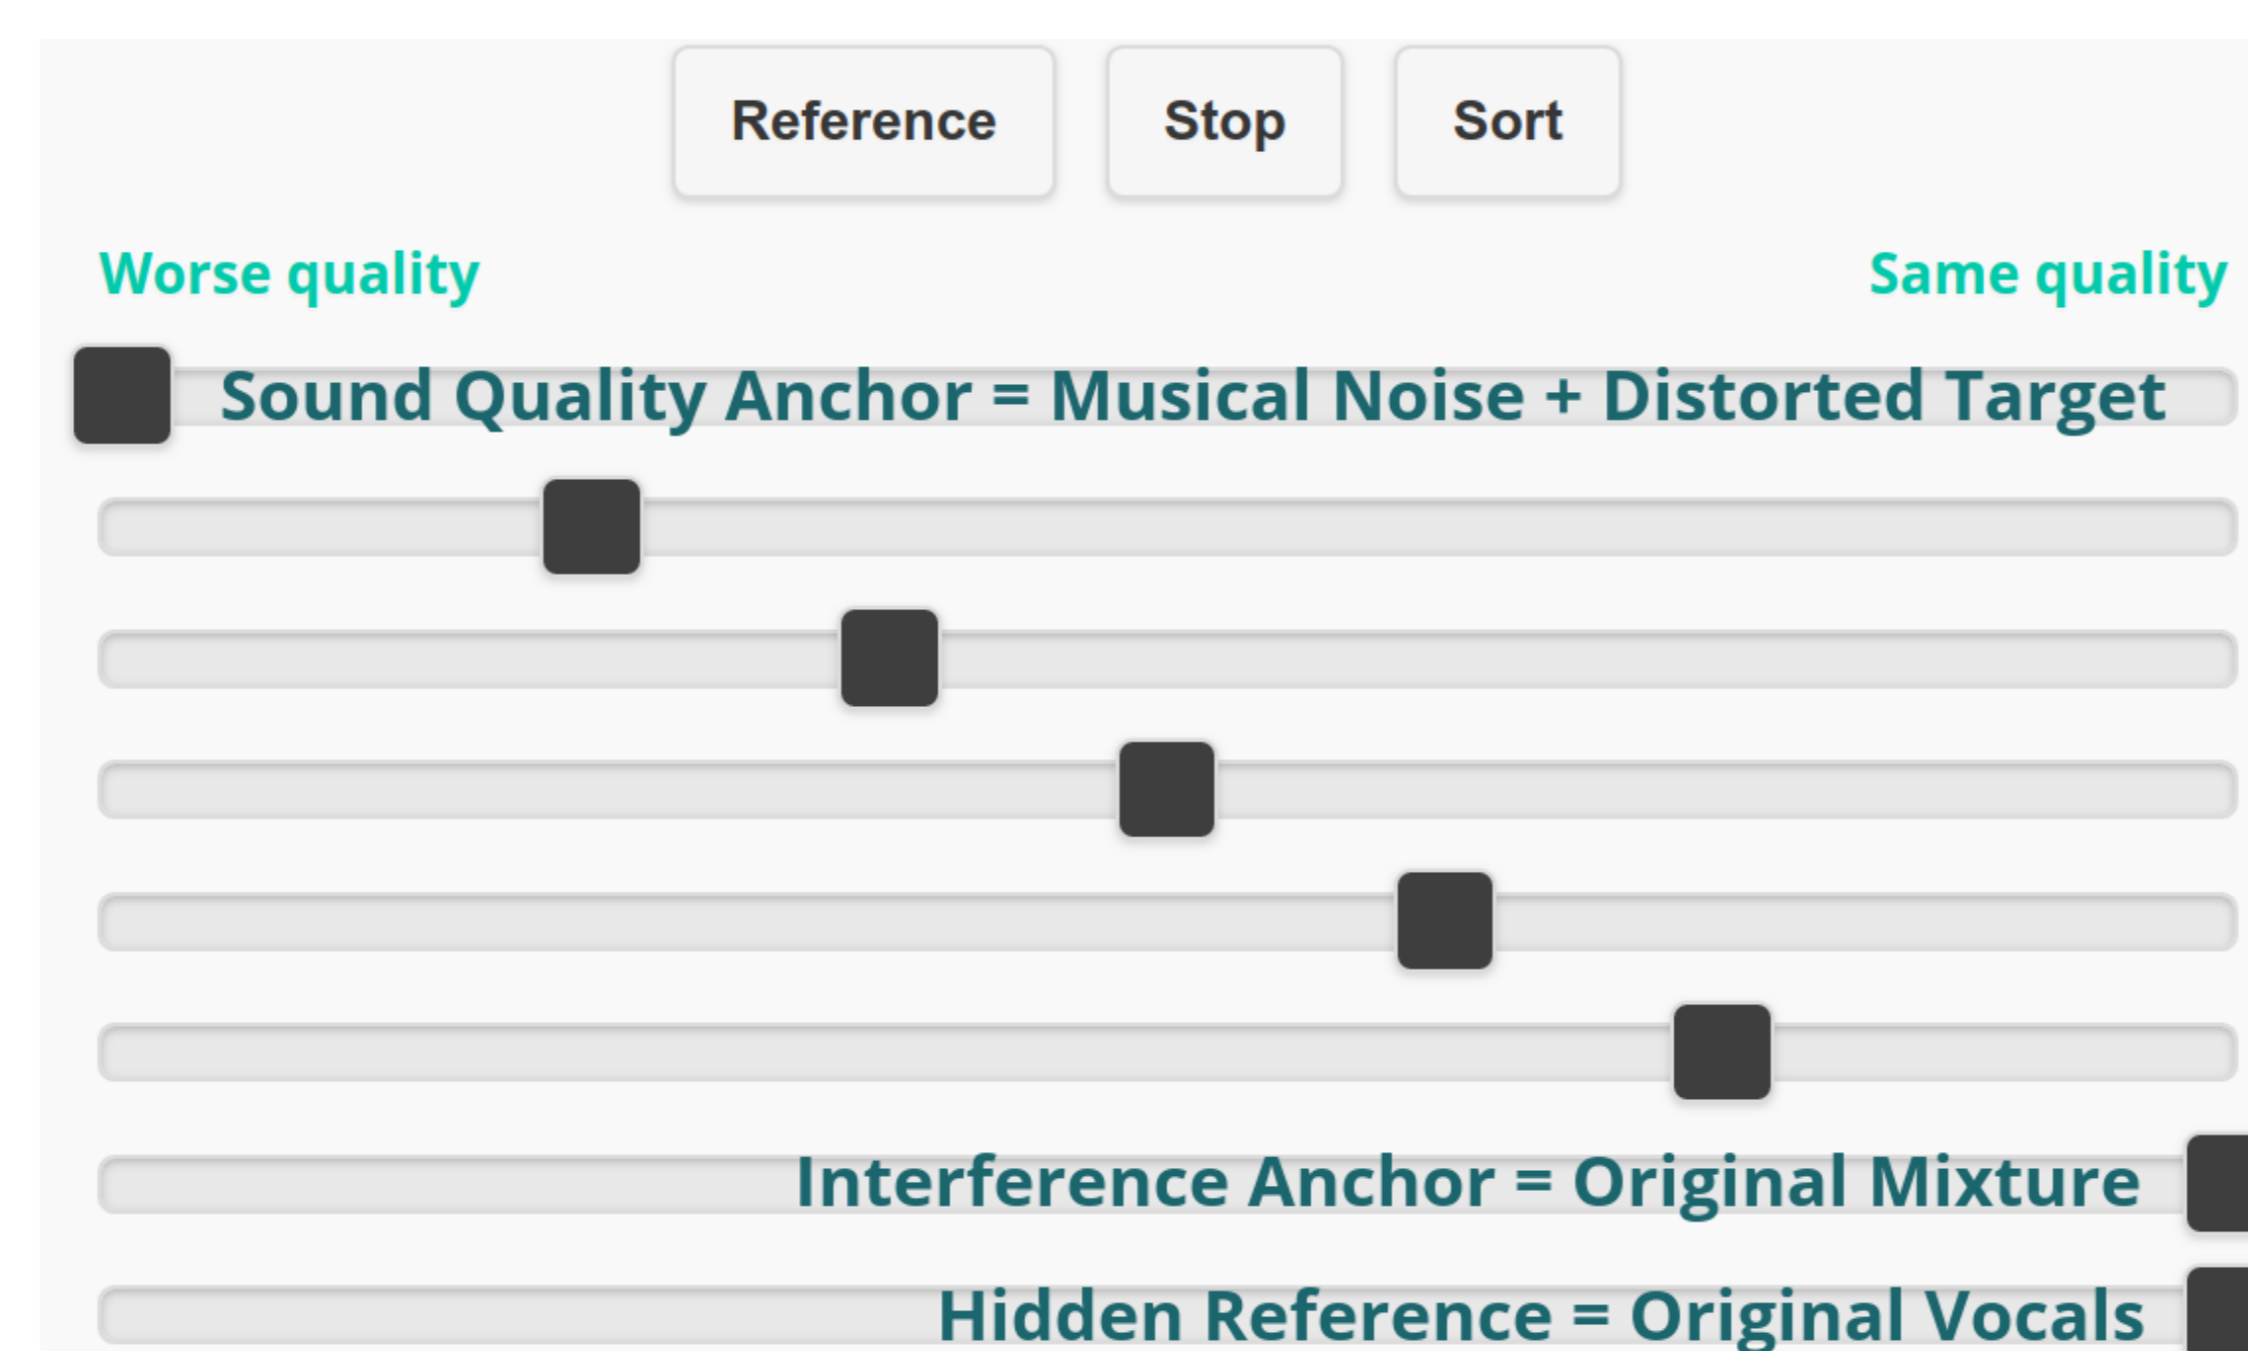 Reference Stop Sort
Worse quality Same quality
Sound Quality Anchor = Musical Noise + Distorted Target
Interference Anchor = Original Mixture
Hidden Reference = Original Vocals